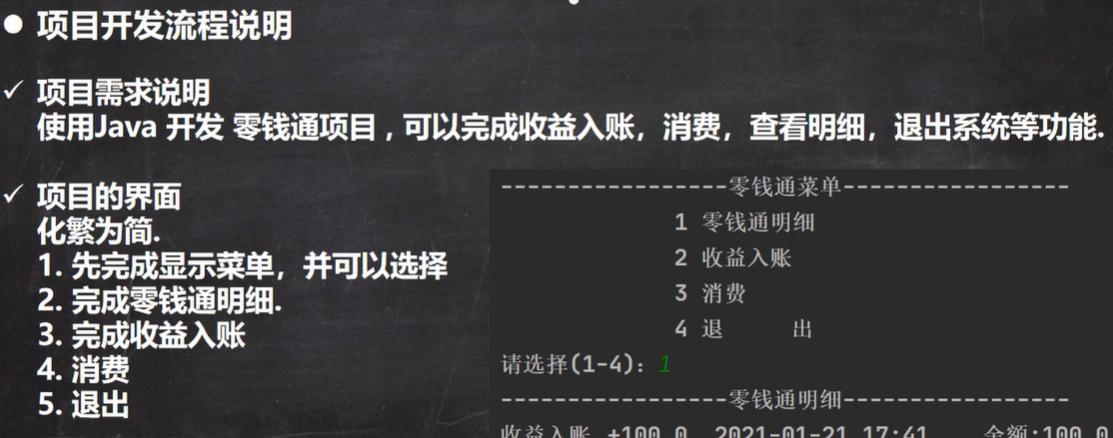 项目开发流程说明
项目需求说明
使用Java 开发 零钱通项目 , 可以完成收益入账，消费，查看明细，退出系统等功能.
项目的界面
化繁为简.
1. 先完成显示菜单，并可以选择
2. 完成零钱通明细.
3. 完成收益入账
4. 消费
5. 退出
-----------------零钱通菜单-----------------
1 零钱通明细
2 收益入账
3 消费
4 退 出
请选择(1-4): 1
-----------------零钱通明细-----------------
收益入账 +100.0 2021-01-21 17:41 金额:100.0